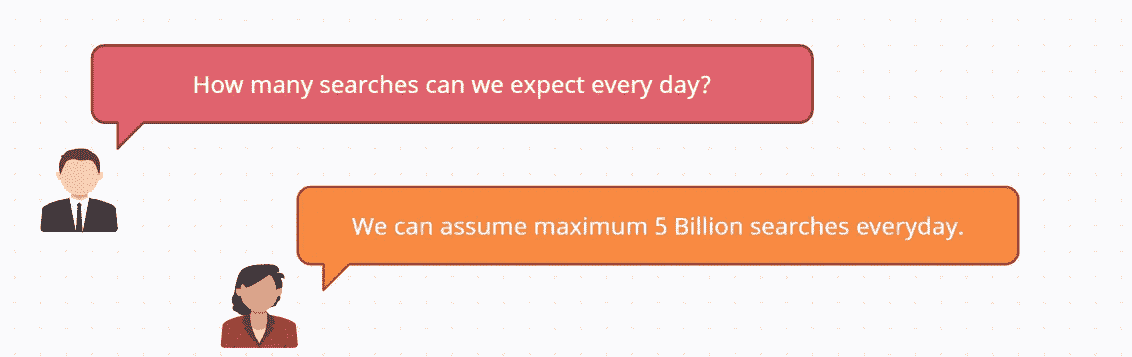 How many searches can we expect every day?
We can assume maximum 5 Billion searches everyday.